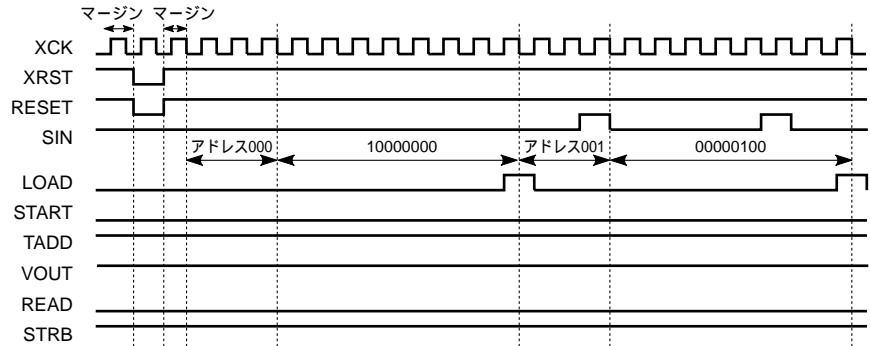 マージン マージン
XCK
XRST
RESET
SIN
アドレス000 10000000 アドレス001 00000100
LOAD
START
TADD
VOUT
READ
STRB